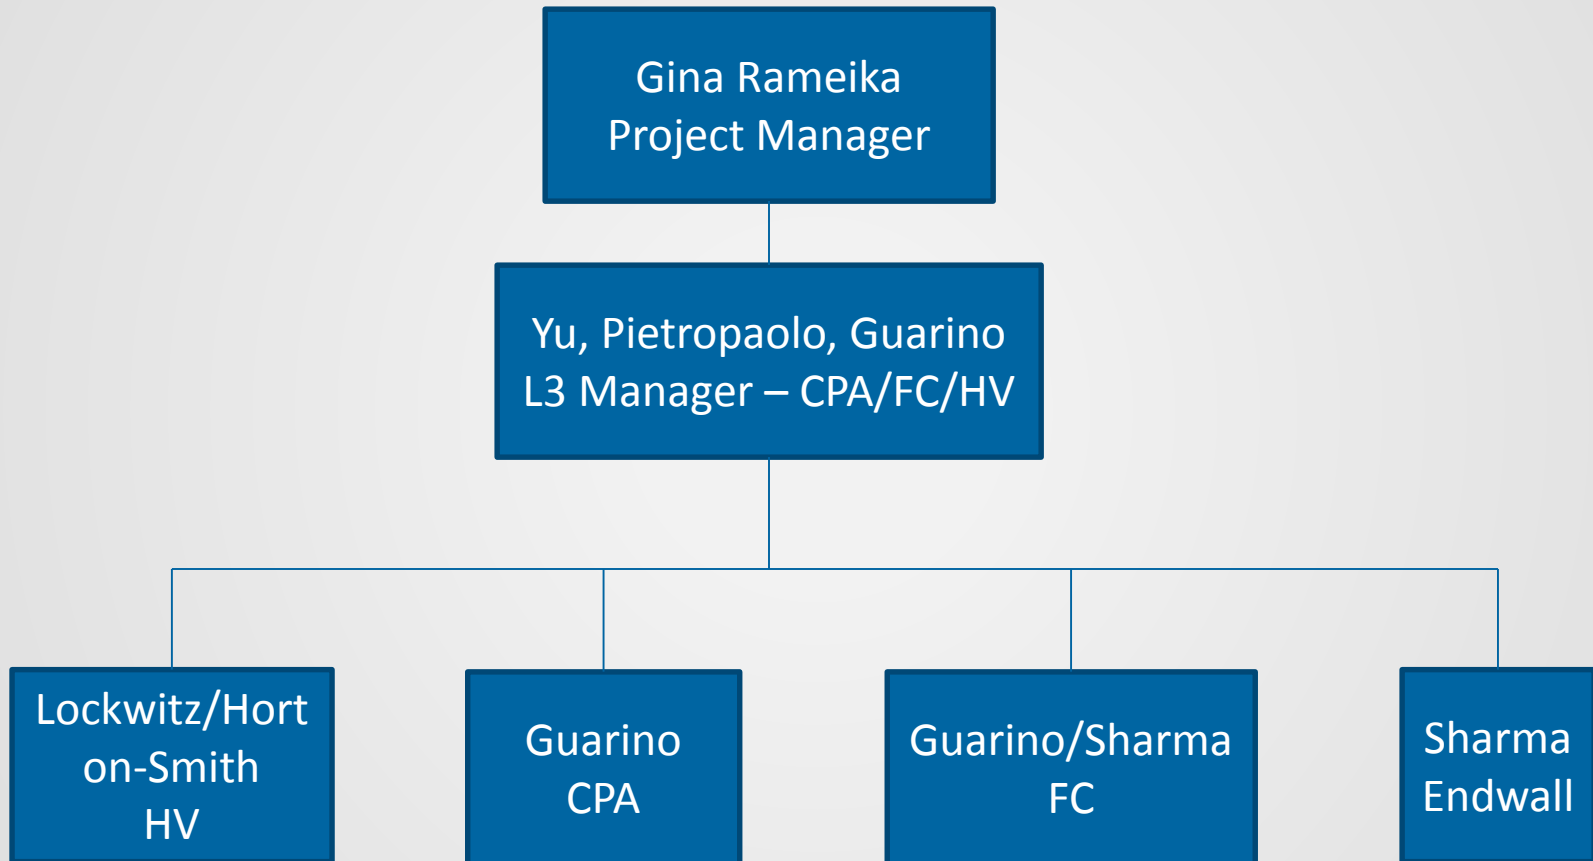 Gina Rameika
Project Manager
Yu, Pietropaolo, Guarino
L3 Manager – CPA/FC/HV
Lockwitz/Hort
on-Smith
HV
Guarino
CPA
Guarino/Sharma
FC
Sharma
Endwall